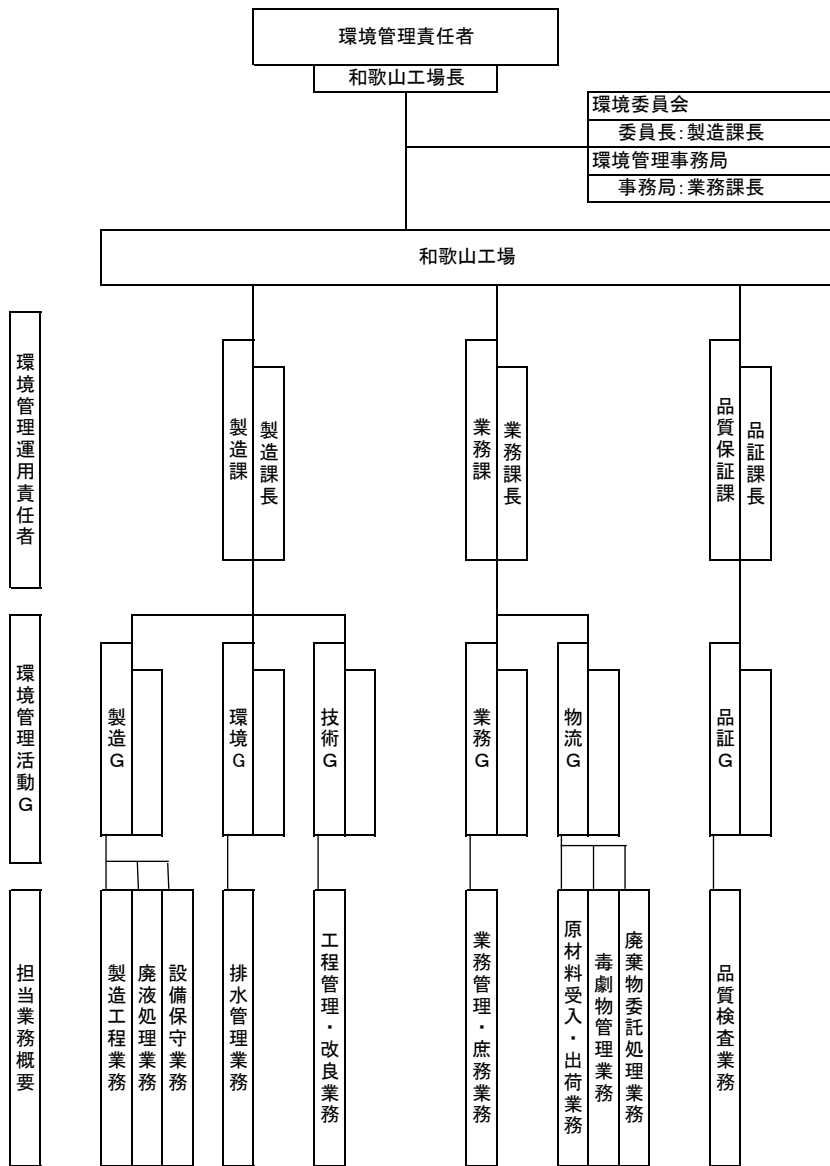 環境管理責任者
和歌山工場長
環境委員会
委員長:製造課長
環境管理事務局
事務局:業務課長
和歌山工場
環境管理運用責任者
製造課
製造課長
業務課
業務課長
品質保証課
品証課長
環境管理活動G
製造G
環境G
技術G
業務G
物流G
品証G
担当業務概要
製造工程業務
廃液処理業務
設備保守業務
排水管理業務
工程管理・改良業務
業務管理・庶務業務
原材料受入・出荷業務
毒劇物管理業務
廃棄物委託処理業務
品質検査業務